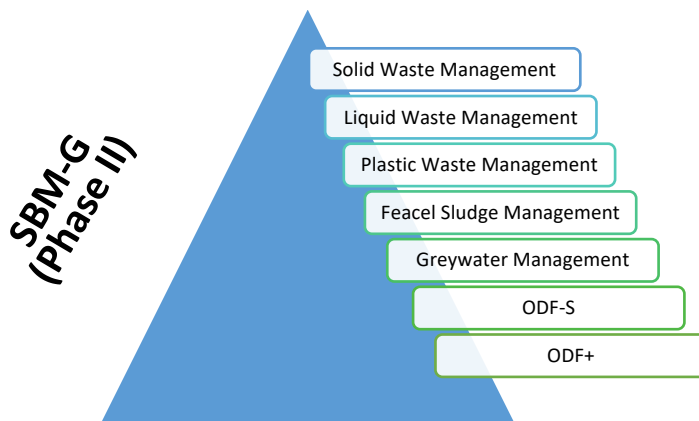 SBM-G
(Phase II)
Solid Waste Management
Liquid Waste Management
Plastic Waste Management
Feacel Sludge Management
Greywater Management
ODF-S
ODF+